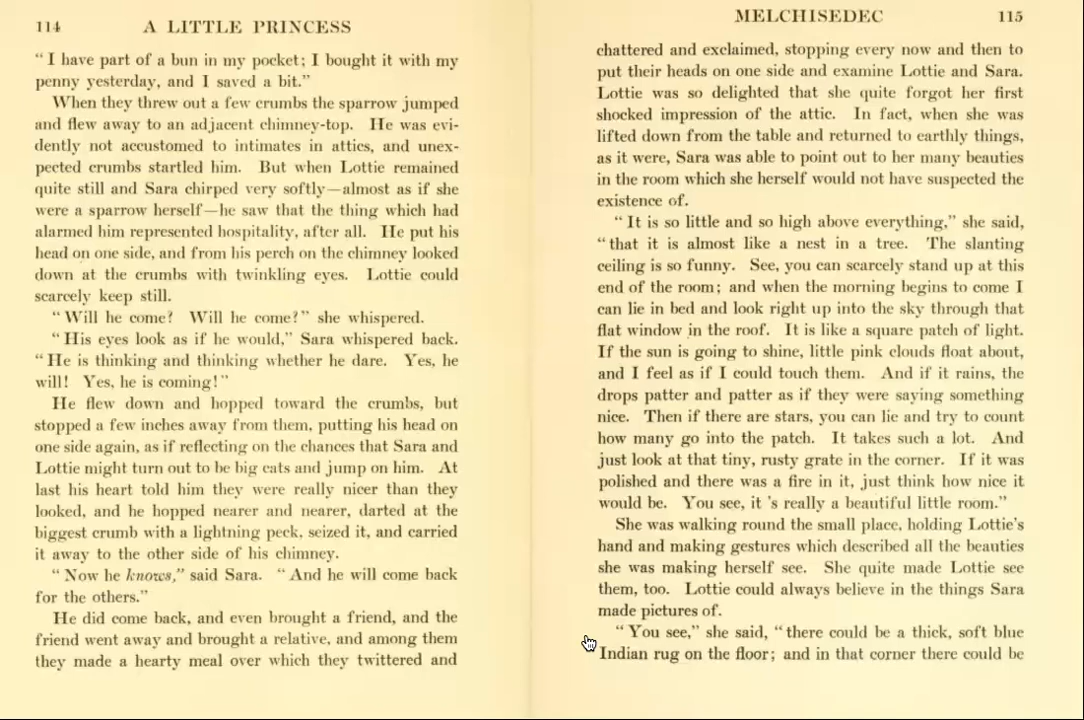 114 A LITTLE PRINCESS
“ I have part of a bun in my pocket; I bought it with my
penny yesterday, and I saved a bit.”
When they threw out a few crumbs the sparrow jumped
and flew away to an adjacent chimney-top. He was evi-
dently not accustomed to intimates in attics, and unex-
pected crumbs startled him. But when Lottie remained
quite still and Sara chirped very softly—almost as if she
were a sparrow herself—he saw that the thing which had
alarmed him represented hospitality, after all. He put his
head on one side, and from his perch on the chimney looked
down at the crumbs with twinkling eyes. Lottie could
scarcely keep still.
“ Will he come? Will he come?” she whispered.
“ His eyes look as if he would,” Sara whispered back.
“ He is thinking and thinking whether he dare. Yes, he
will! Yes, he is coming!”
He flew down and hopped toward the crumbs, but
stopped a few inches away from them, putting his head on
one side again, as if reflecting on the chances that Sara and
Lottie might turn out to be big cats and jump on him. At
last his heart told him they were really nicer than they
looked, and he hopped nearer and nearer, darted at the
biggest crumb with a lightning peck, seized it, and carried
it away to the other side of his chimney.
“ Now he knows,” said Sara. “ And he will come back
for the others.”
He did come back, and even brought a friend, and the
friend went away and brought a relative, and among them
they made a hearty meal over which they twittered and
MELCHISEDEC 115
chattered and exclaimed, stopping every now and then to
put their heads on one side and examine Lottie and Sara.
Lottie was so delighted that she quite forgot her first
shocked impression of the attic. In fact, when she was
lifted down from the table and returned to earthly things,
as it were, Sara was able to point out to her many beauties
in the room which she herself would not have suspected the
existence of.
“ It is so little and so high above everything,” she said,
“ that it is almost like a nest in a tree. The slanting
ceiling is so funny. See, you can scarcely stand up at this
end of the room; and when the morning begins to come I
can lie in bed and look right up into the sky through that
flat window in the roof. It is like a square patch of light.
If the sun is going to shine, little pink clouds float about,
and I feel as if I could touch them. And if it rains, the
drops patter and patter as if they were saying something
nice. Then if there are stars, you can lie and try to count
how many go into the patch. It takes such a lot. And
just look at that tiny, rusty grate in the corner. If it was
polished and there was a fire in it, just think how nice it
would be. You see, it 's really a beautiful little room.”
She was walking round the small place, holding Lottie's
hand and making gestures which described all the beauties
she was making herself see. She quite made Lottie see
them, too. Lottie could always believe in the things Sara
made pictures of.
“ You see,” she said, “ there could be a thick, soft blue
Indian rug on the floor; and in that corner there could be